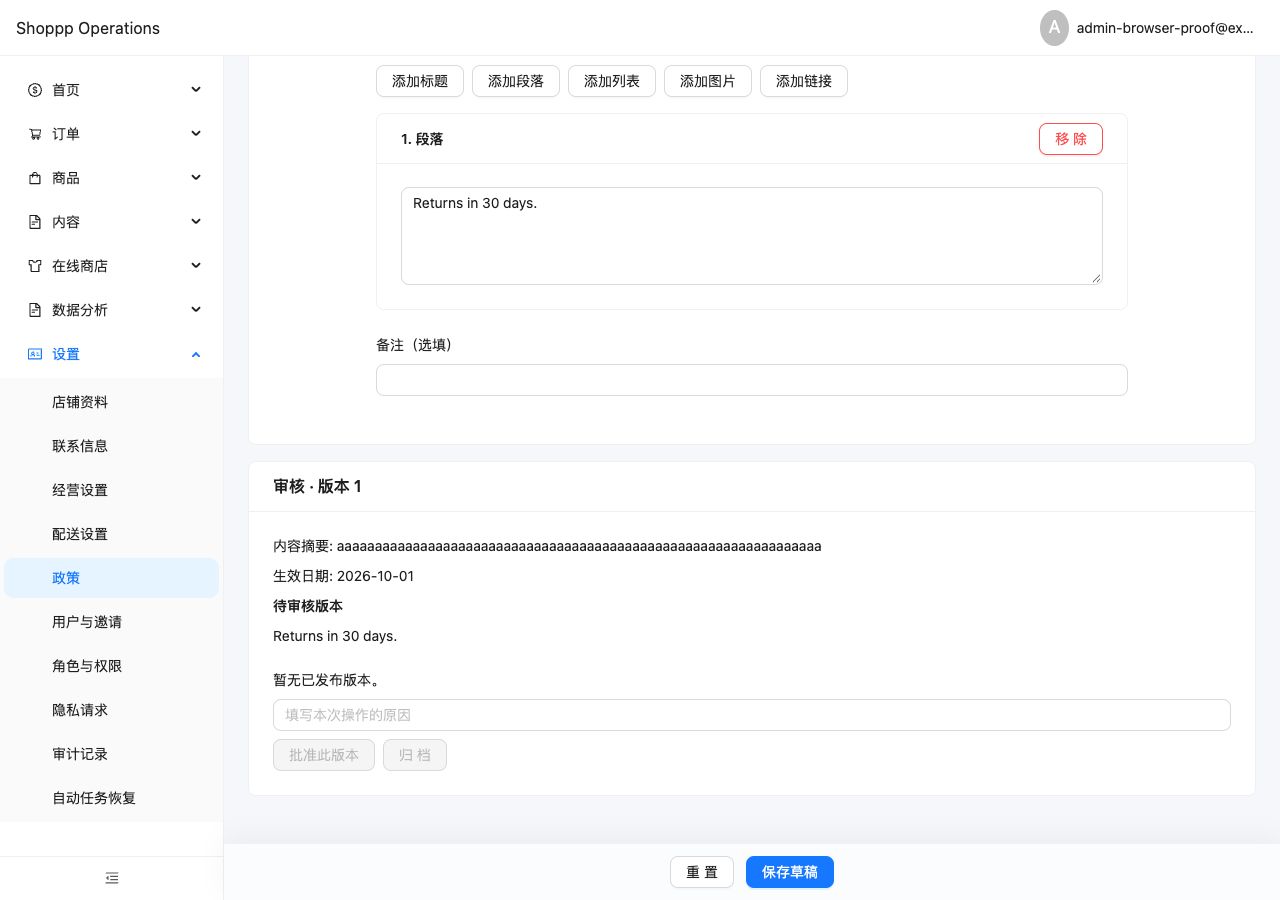 Shoppp Operations
A
admin-browser-proof@ex...
首页
订单
商品
内容
在线商店
数据分析
设置
店铺资料
联系信息
经营设置
配送设置
政策
用户与邀请
角色与权限
隐私请求
审计记录
自动任务恢复
添加标题 添加段落 添加列表 添加图片 添加链接
1. 段落
移 除
Returns in 30 days.
备注（选填）
审核 · 版本 1
内容摘要: aaaaaaaaaaaaaaaaaaaaaaaaaaaaaaaaaaaaaaaaaaaaaaaaaaaaaaaaaaaaaaaa
生效日期: 2026-10-01
待审核版本
Returns in 30 days.
暂无已发布版本。
填写本次操作的原因
批准此版本 归 档
重 置 保存草稿